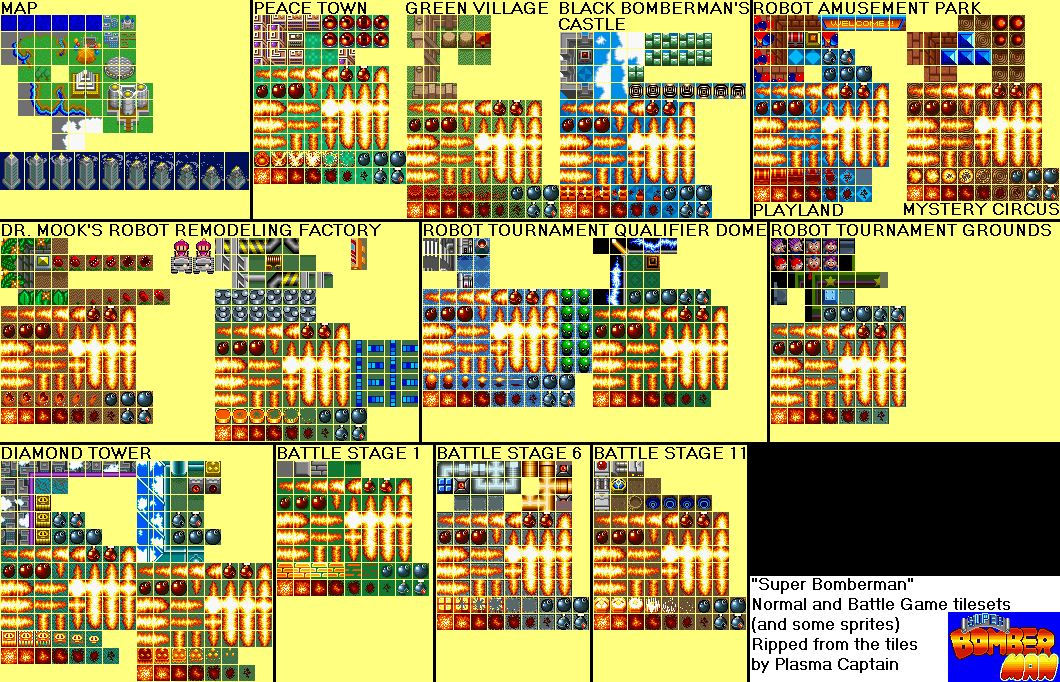 MAP
PEACE TOWN
GREEN VILLAGE
BLACK BOMBERMAN'S
CASTLE
ROBOT AMUSEMENT PARK
WELCOME!!
PLAYLAND
MYSTERY CIRCUS
DR. MOOK'S ROBOT REMODELING FACTORY
ROBOT TOURNAMENT QUALIFIER DOME
ROBOT TOURNAMENT GROUNDS
DIAMOND TOWER
BATTLE STAGE 1
BATTLE STAGE 6
BATTLE STAGE 11
"Super Bomberman"
Normal and Battle Game tilesets
(and some sprites)
Ripped from the tiles
by Plasma Captain
SUPER
BOMBER
MAN